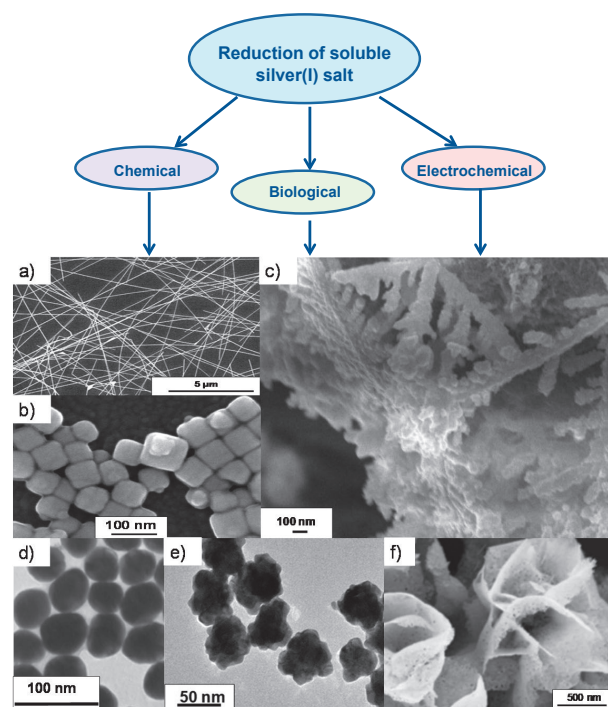 Reduction of soluble
silver(I) salt
Chemical
Biological
Electrochemical
a)
5 µm
b)
100 nm
c)
100 nm
d)
100 nm
e)
50 nm
f)
500 nm